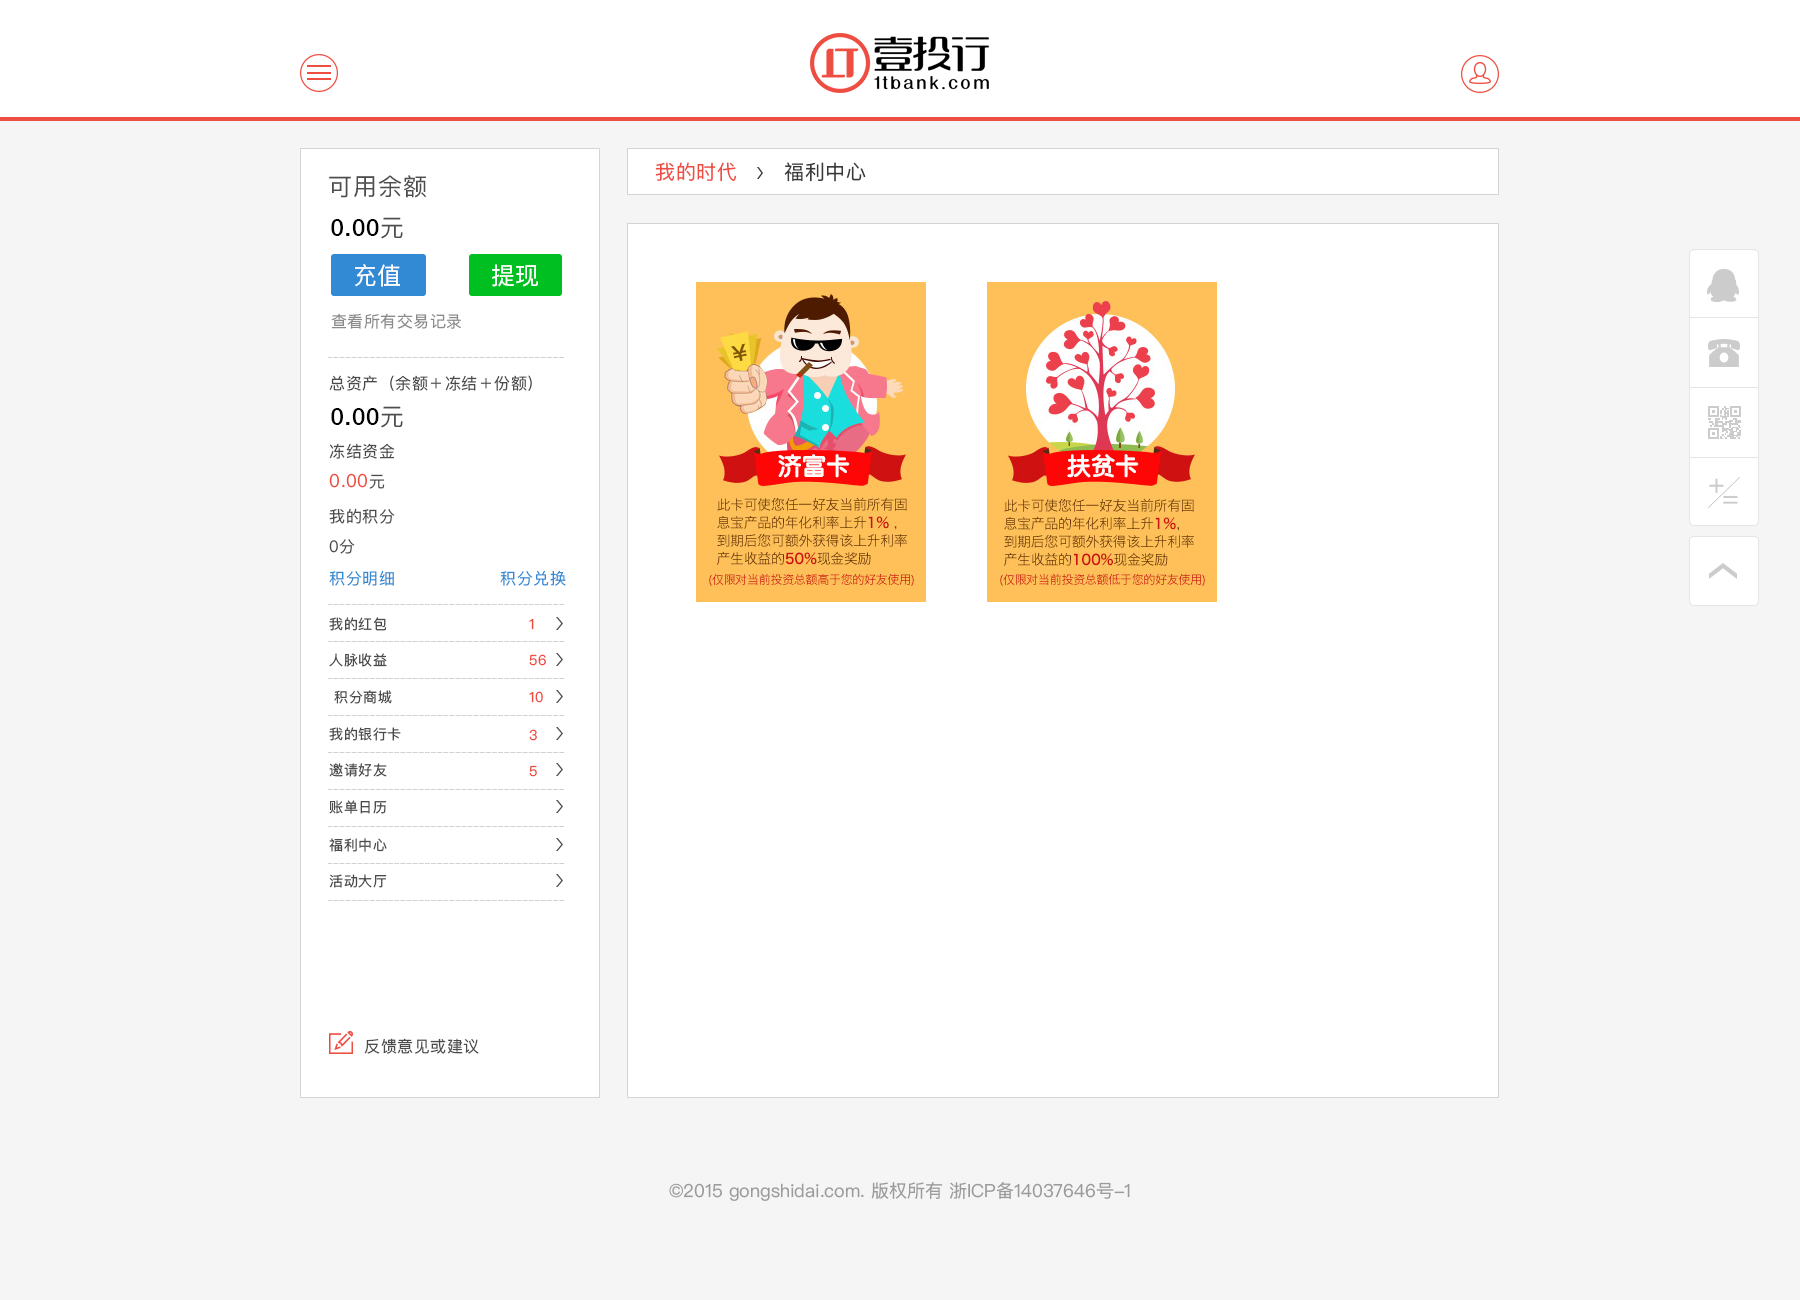 壹投行
1tbank.com
我的时代 > 福利中心
可用余额
0.00元
充值 提现
查看所有交易记录
总资产（余额+冻结+份额）
0.00元
冻结资金
0.00元
我的积分
0分
积分明细 积分兑换
我的红包 1 >
人脉收益 56 >
积分商城 10 >
我的银行卡 3 >
邀请好友 5 >
账单日历 >
福利中心 >
活动大厅 >
反馈意见或建议
¥
济富卡
此卡可使您任一好友当前所有固
息宝产品的年化利率上升1%，
到期后您可额外获得该上升利率
产生收益的50%现金奖励
(仅限对当前投资总额高于您的好友使用)
扶贫卡
此卡可使您任一好友当前所有固
息宝产品的年化利率上升1%,
到期后您可额外获得该上升利率
产生收益的100%现金奖励
(仅限对当前投资总额低于您的好友使用)
©2015 gongshidai.com. 版权所有 浙ICP备14037646号-1